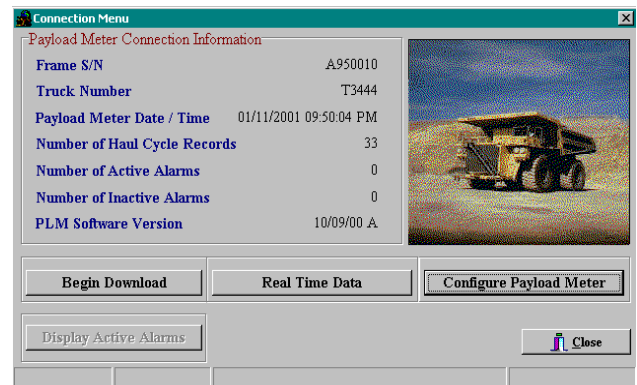 Connection Menu
Payload Meter Connection Information
Frame S/N A950010
Truck Number T3444
Payload Meter Date / Time 01/11/2001 09:50:04 PM
Number of Haul Cycle Records 33
Number of Active Alarms 0
Number of Inactive Alarms 0
PLM Software Version 10/09/00 A
Begin Download Real Time Data Configure Payload Meter
Display Active Alarms Close